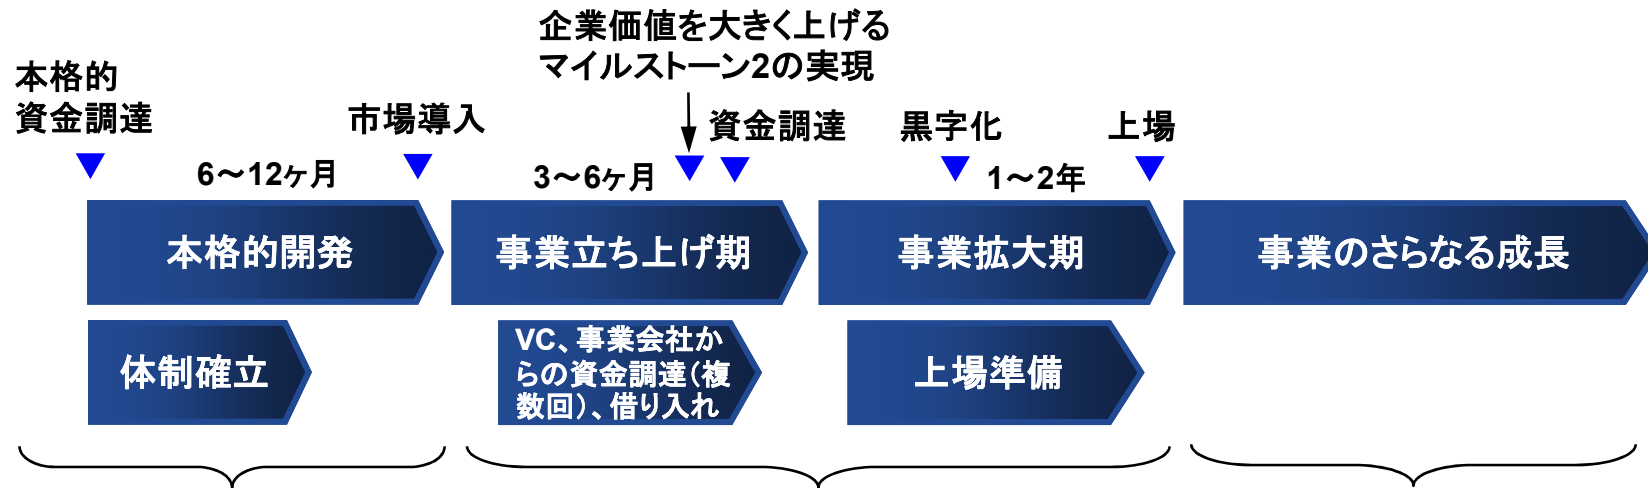 企業価値を大きく上げる
マイルストーン2の実現
本格的
資金調達
市場導入
資金調達
黒字化
上場
6～12ヶ月
3～6ヶ月
1～2年
本格的開発
事業立ち上げ期
事業拡大期
事業のさらなる成長
体制確立
VC、事業会社か
らの資金調達（複
数回）、借り入れ
上場準備